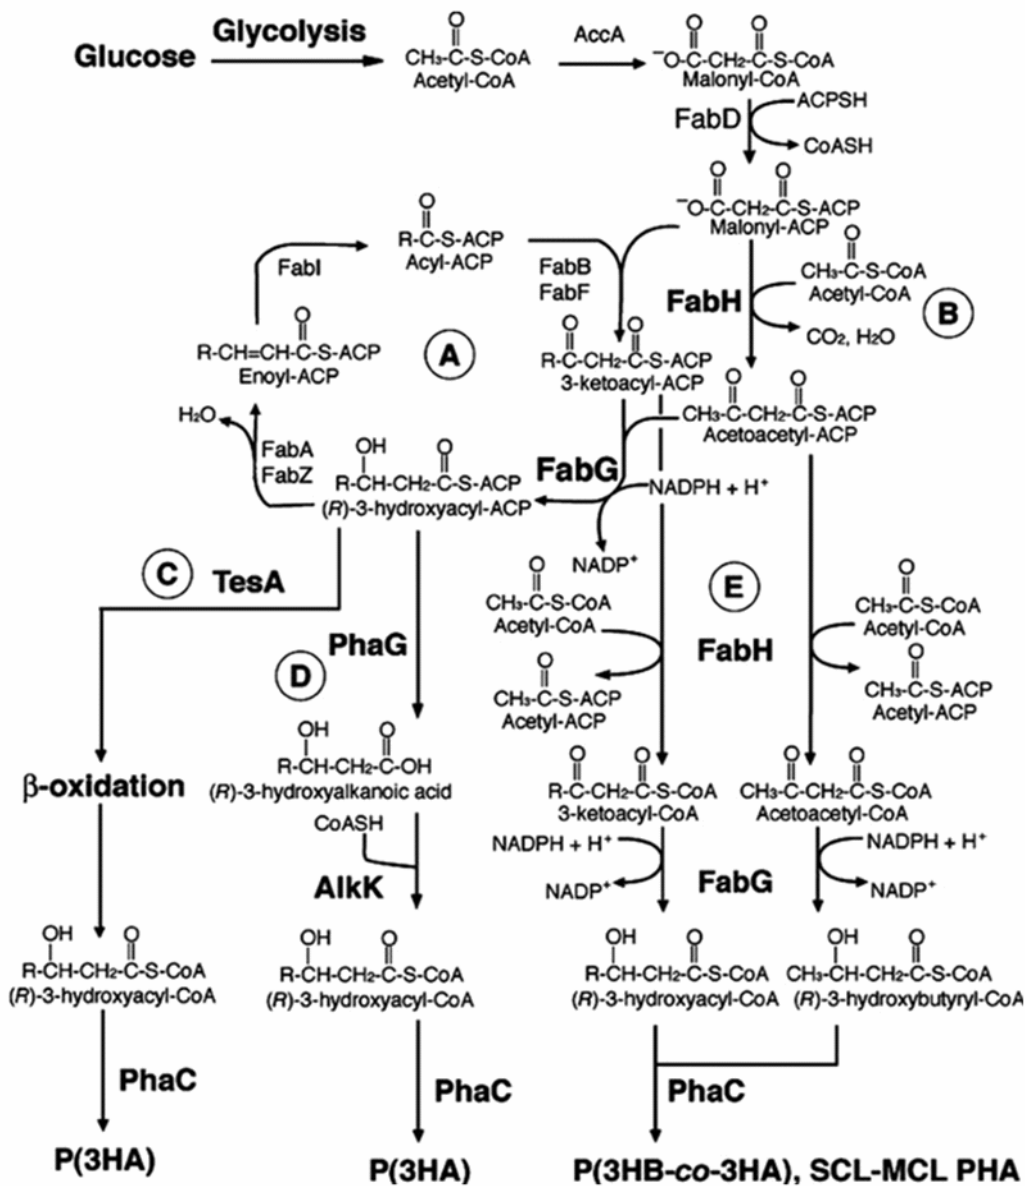 Glucose
Glycolysis
O
CH₃-C-S-CoA
Acetyl-CoA
AccA
O O
⁻O-C-CH₂-C-S-CoA
Malonyl-CoA
FabD
ACPSH
CoASH
O O
⁻O-C-CH₂-C-S-ACP
Malonyl-ACP
O
R-C-S-ACP
Acyl-ACP
FabI
FabB
FabF
FabH
O
CH₃-C-S-CoA
Acetyl-CoA
B
CO₂, H₂O
O
R-CH=CH-C-S-ACP
Enoyl-ACP
A
O O
R-C-CH₂-C-S-ACP
3-ketoacyl-ACP
O O
CH₃-C-CH₂-C-S-ACP
Acetoacetyl-ACP
H₂O
FabA
FabZ
OH O
R-CH-CH₂-C-S-ACP
(R)-3-hydroxyacyl-ACP
FabG
NADPH + H⁺
NADP⁺
C
TesA
PhaG
D
E
O
CH₃-C-S-CoA
Acetyl-CoA
O
CH₃-C-S-ACP
Acetyl-ACP
FabH
O
CH₃-C-S-CoA
Acetyl-CoA
O
CH₃-C-S-ACP
Acetyl-ACP
β-oxidation
OH O
R-CH-CH₂-C-OH
(R)-3-hydroxyalkanoic acid
CoASH
AlkK
O O
R-C-CH₂-C-S-CoA
3-ketoacyl-CoA
O O
CH₃-C-CH₂-C-S-CoA
Acetoacetyl-CoA
NADPH + H⁺
NADP⁺
FabG
NADPH + H⁺
NADP⁺
OH O
R-CH-CH₂-C-S-CoA
(R)-3-hydroxyacyl-CoA
OH O
R-CH-CH₂-C-S-CoA
(R)-3-hydroxyacyl-CoA
OH O
R-CH-CH₂-C-S-CoA
(R)-3-hydroxyacyl-CoA
OH O
CH₃-CH-CH₂-C-S-CoA
(R)-3-hydroxybutyryl-CoA
PhaC
PhaC
PhaC
P(3HA)
P(3HA)
P(3HB-co-3HA), SCL-MCL PHA